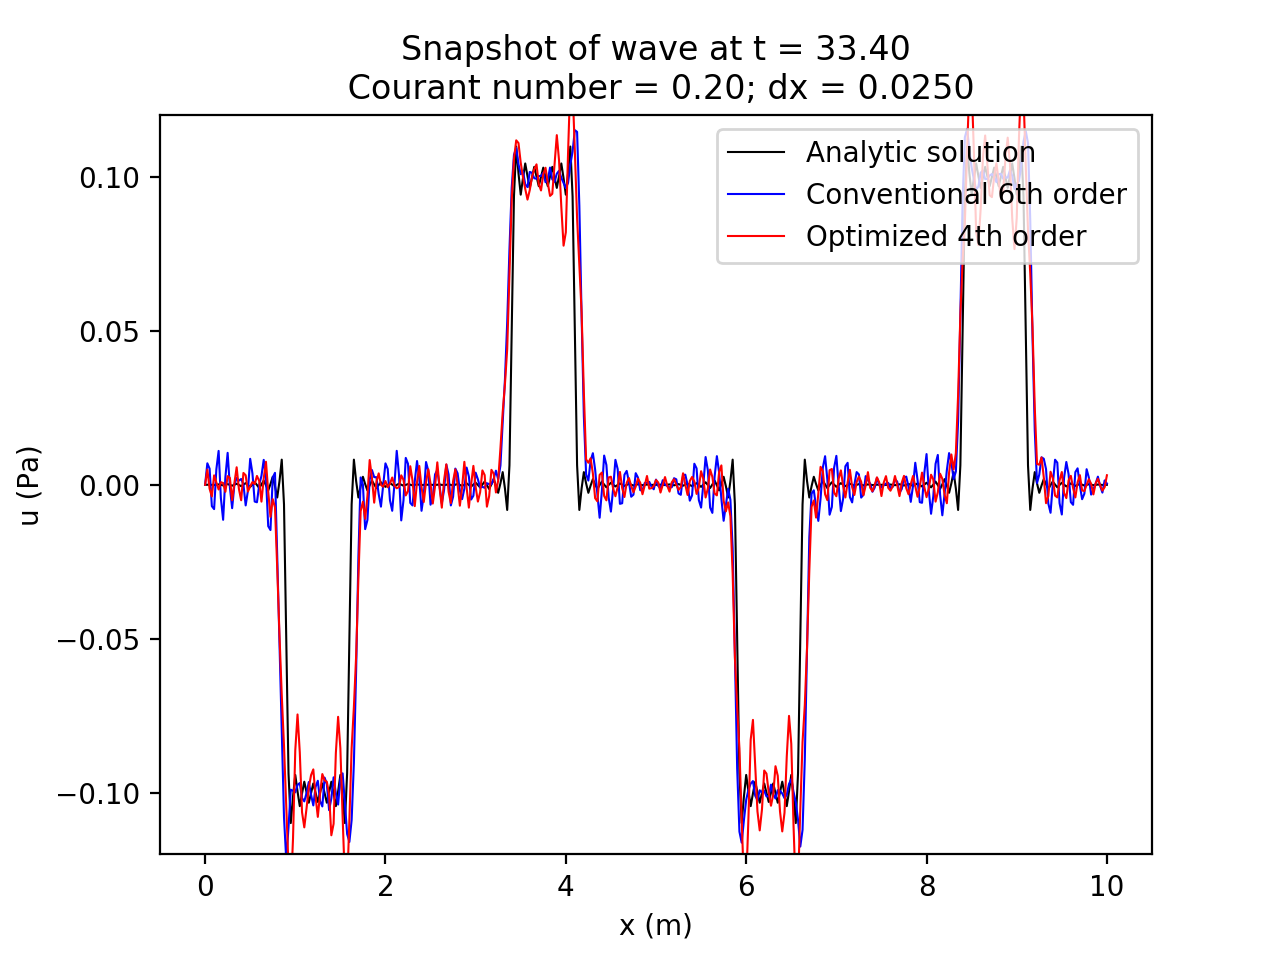 Snapshot of wave at t = 33.40
Courant number = 0.20; dx = 0.0250
Analytic solution
Conventional 6th order
Optimized 4th order
0.10
0.05
0.00
−0.05
−0.10
u (Pa)
0 2 4 6 8 10
x (m)